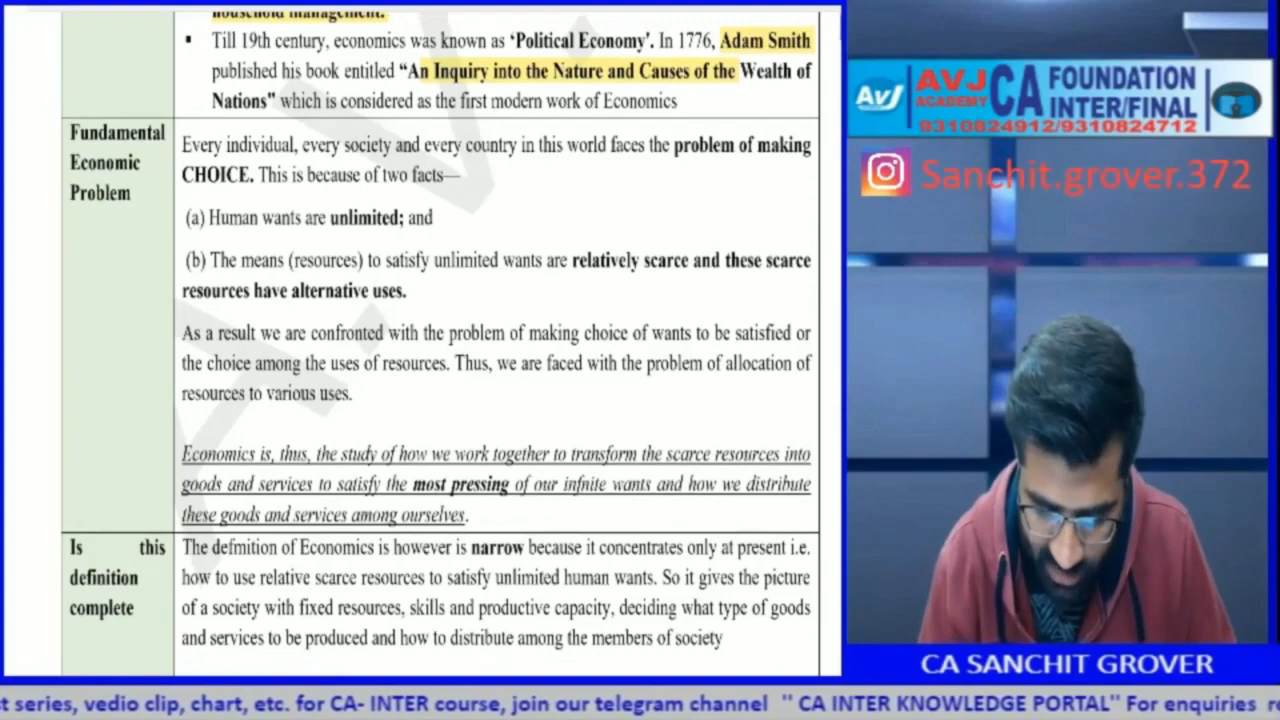 household management.
▪ Till 19th century, economics was known as ‘Political Economy’. In 1776, Adam Smith
published his book entitled “An Inquiry into the Nature and Causes of the Wealth of
Nations” which is considered as the first modern work of Economics
Fundamental
Economic
Problem
Every individual, every society and every country in this world faces the problem of making
CHOICE. This is because of two facts—
(a) Human wants are unlimited; and
(b) The means (resources) to satisfy unlimited wants are relatively scarce and these scarce
resources have alternative uses.
As a result we are confronted with the problem of making choice of wants to be satisfied or
the choice among the uses of resources. Thus, we are faced with the problem of allocation of
resources to various uses.
Economics is, thus, the study of how we work together to transform the scarce resources into
goods and services to satisfy the most pressing of our infnite wants and how we distribute
these goods and services among ourselves.
Is this
definition
complete
The defmition of Economics is however is narrow because it concentrates only at present i.e.
how to use relative scarce resources to satisfy unlimited human wants. So it gives the picture
of a society with fixed resources, skills and productive capacity, deciding what type of goods
and services to be produced and how to distribute among the members of society
AVJ
AVJ
ACADEMY
CA
FOUNDATION
INTER/FINAL
9310824912/9310824712
Sanchit.grover.372
CA SANCHIT GROVER
t series, vedio clip, chart, etc. for CA- INTER course, join our telegram channel " CA INTER KNOWLEDGE PORTAL" For enquiries